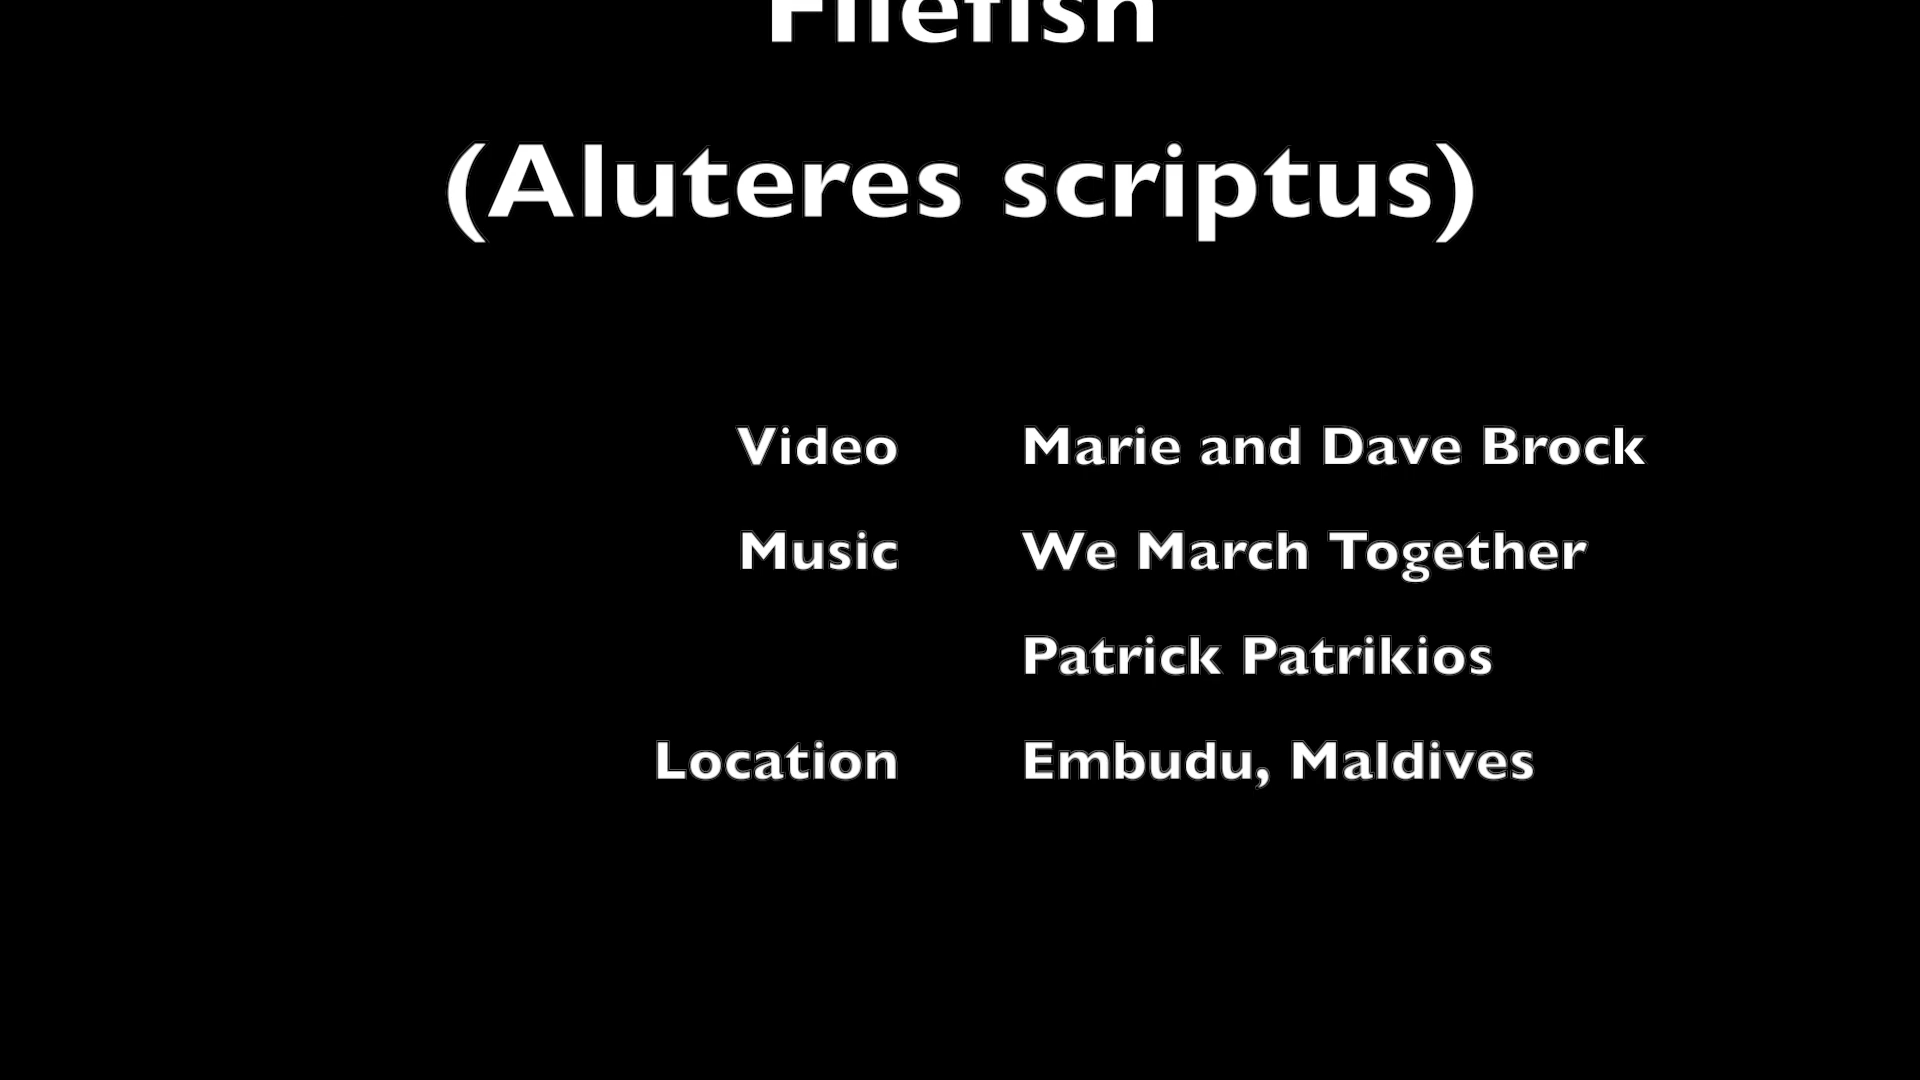 Filefish
(Aluteres scriptus)
Video Marie and Dave Brock
Music We March Together
Patrick Patrikios
Location Embudu, Maldives